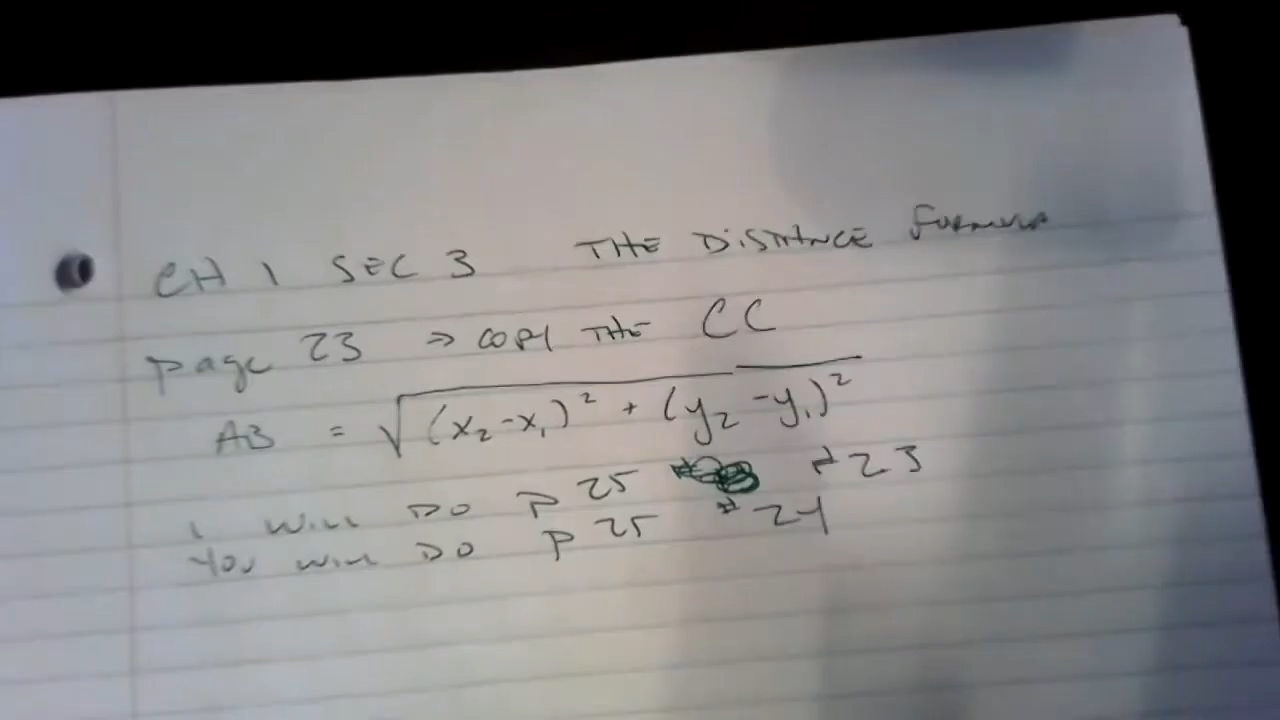 CH 1 SEC 3 THE DISTANCE FORMULA
page 23 → COPY THE CC
AB = √(x₂-x₁)² + (y₂-y₁)²
I WILL DO P 25 #23
YOU WILL DO P 25 #24